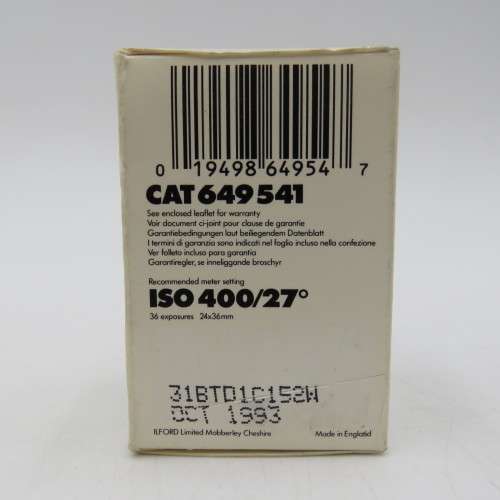 0 19498 64954 7
CAT 649 541
See enclosed leaflet for warranty
Voir document ci-joint pour clause de garantie
Garantiebedingungen laut beiliegendem Datenblatt
I termini di garanzia sono indicati nel foglio incluso nella confezione
Ver folleto incluso para garantía
Garantiregler, se inneliggande broschyr
Recommended meter setting
ISO 400/27°
36 exposures 24x36mm
31BTD1C152W
OCT 1993
ILFORD Limited Mobberley Cheshire Made in England